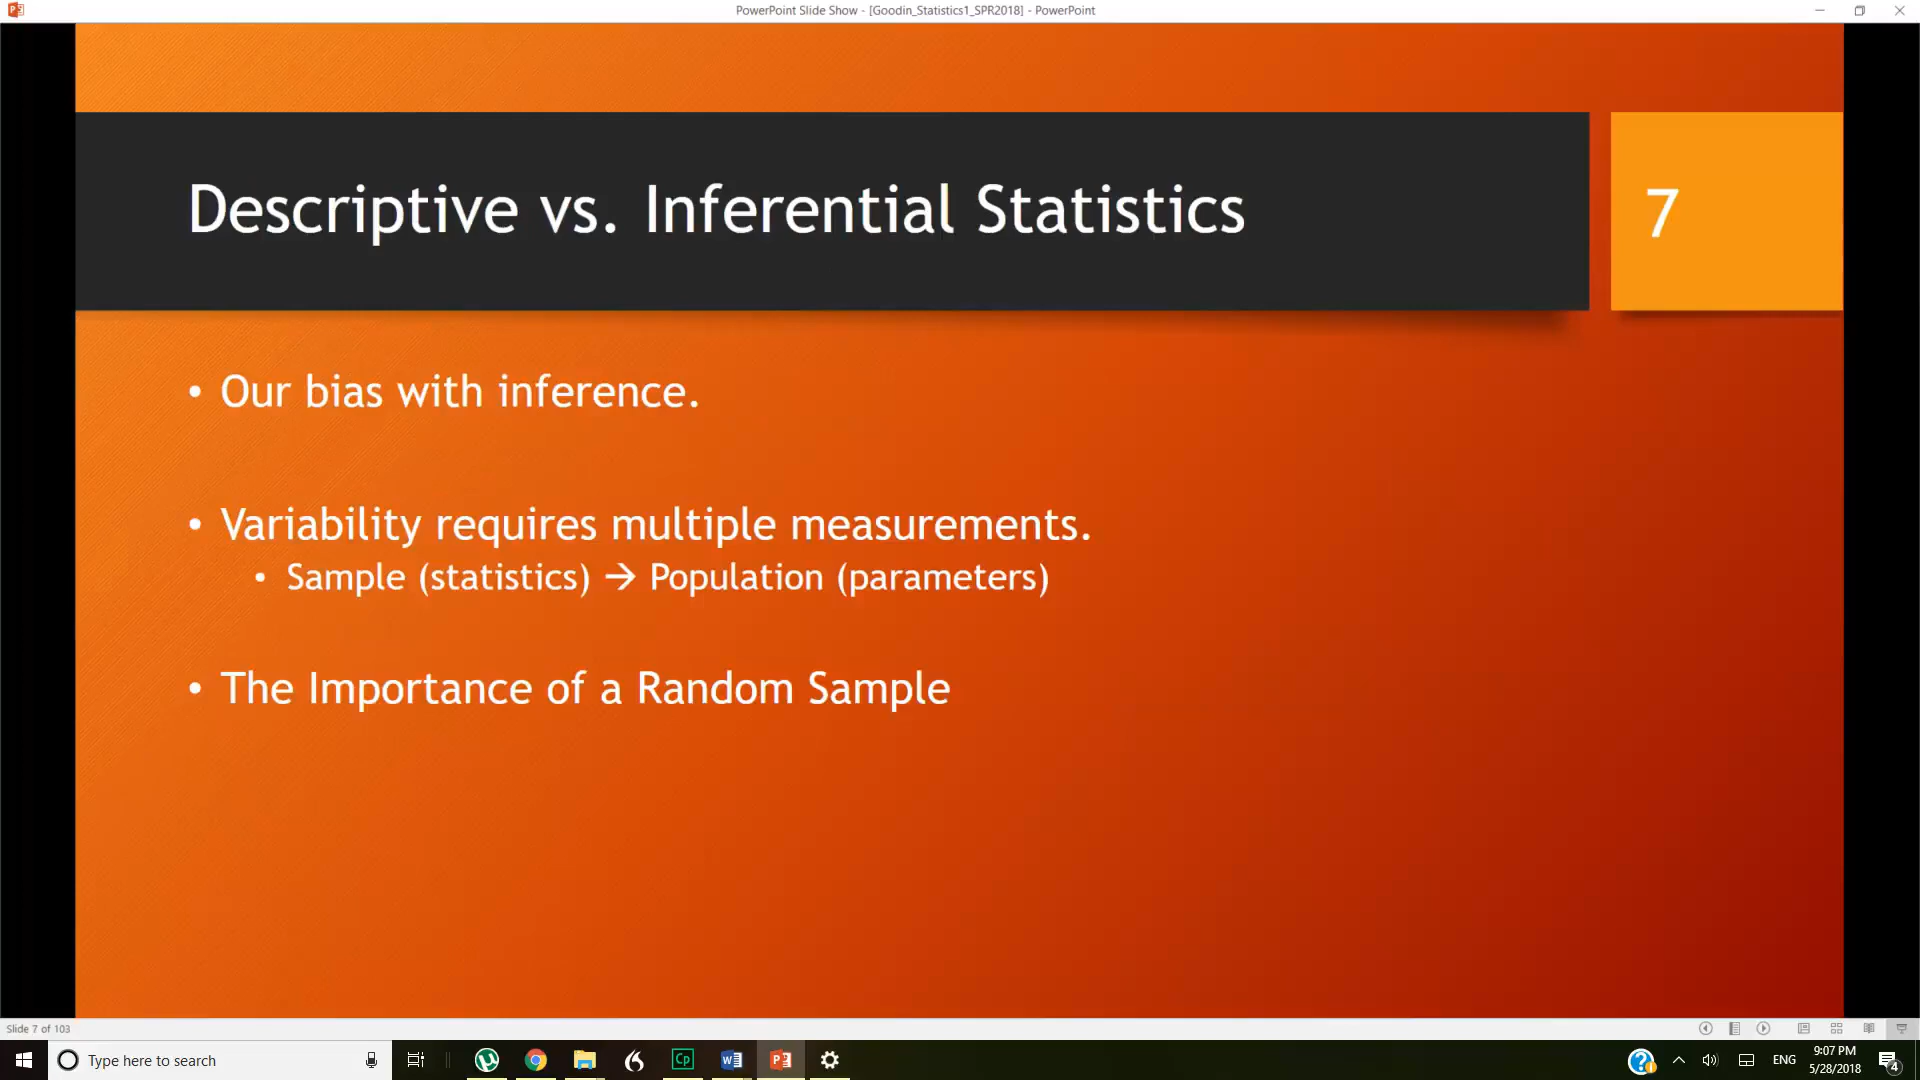 PowerPoint Slide Show - [Goodin_Statistics1_SPR2018] - PowerPoint
Descriptive vs. Inferential Statistics
7
• Our bias with inference.
• Variability requires multiple measurements.
• Sample (statistics) → Population (parameters)
• The Importance of a Random Sample
Slide 7 of 103
Type here to search
Cp
ENG
9:07 PM
5/28/2018
4